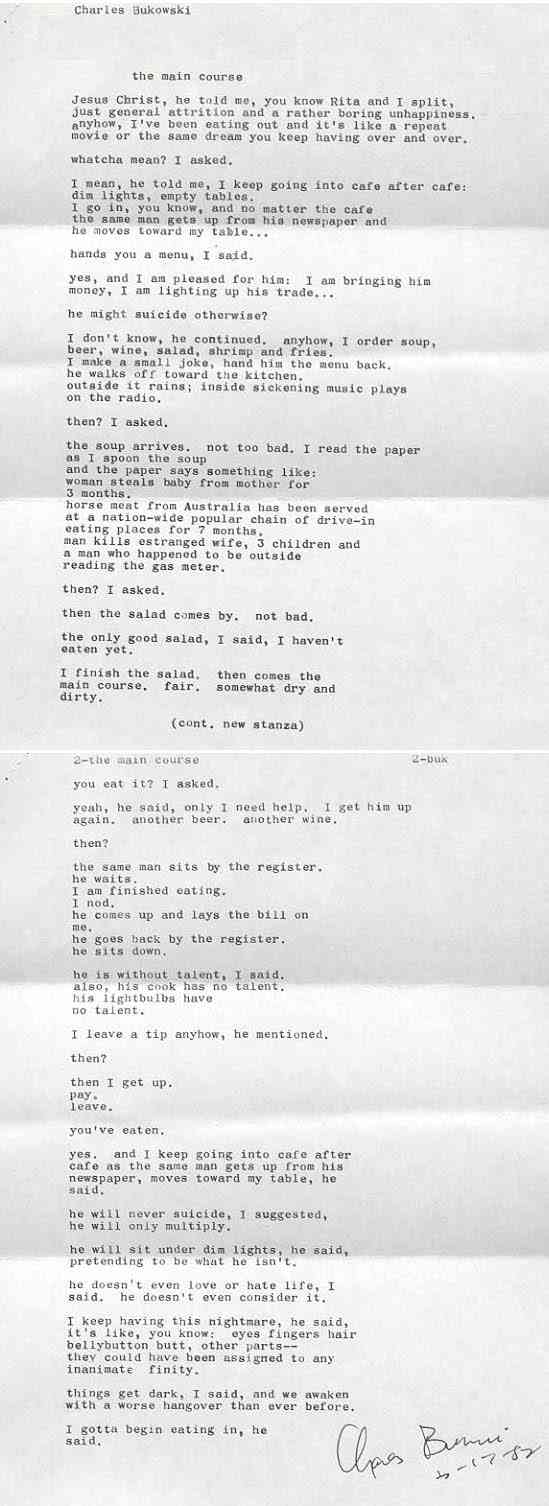 Charles Bukowski
the main course
Jesus Christ, he told me, you know Rita and I split,
just general attrition and a rather boring unhappiness.
anyhow, I've been eating out and it's like a repeat
movie or the same dream you keep having over and over.
whatcha mean? I asked.
I mean, he told me, I keep going into cafe after cafe:
dim lights, empty tables.
I go in, you know, and no matter the cafe
the same man gets up from his newspaper and
he moves toward my table...
hands you a menu, I said.
yes, and I am pleased for him: I am bringing him
money, I am lighting up his trade...
he might suicide otherwise?
I don't know, he continued. anyhow, I order soup,
beer, wine, salad, shrimp and fries.
I make a small joke, hand him the menu back.
he walks off toward the kitchen.
outside it rains; inside sickening music plays
on the radio.
then? I asked.
the soup arrives. not too bad. I read the paper
as I spoon the soup
and the paper says something like:
woman steals baby from mother for
3 months.
horse meat from Australia has been served
at a nation-wide popular chain of drive-in
eating places for 7 months.
man kills estranged wife, 3 children and
a man who happened to be outside
reading the gas meter.
then? I asked.
then the salad comes by. not bad.
the only good salad, I said, I haven't
eaten yet.
I finish the salad. then comes the
main course. fair. somewhat dry and
dirty.
(cont. new stanza)
2-the main course 2-buk
you eat it? I asked.
yeah, he said, only I need help. I get him up
again. another beer. another wine.
then?
the same man sits by the register.
he waits.
I am finished eating.
I nod.
he comes up and lays the bill on
me.
he goes back by the register.
he sits down.
he is without talent, I said.
also, his cook has no talent.
his lightbulbs have
no talent.
I leave a tip anyhow, he mentioned.
then?
then I get up.
pay.
leave.
you've eaten.
yes. and I keep going into cafe after
cafe as the same man gets up from his
newspaper, moves toward my table, he
said.
he will never suicide, I suggested,
he will only multiply.
he will sit under dim lights, he said,
pretending to be what he isn't.
he doesn't even love or hate life, I
said. he doesn't even consider it.
I keep having this nightmare, he said,
it's like, you know: eyes fingers hair
bellybutton butt, other parts--
they could have been assigned to any
inanimate finity.
things get dark, I said, and we awaken
with a worse hangover than ever before.
I gotta begin eating in, he
said.